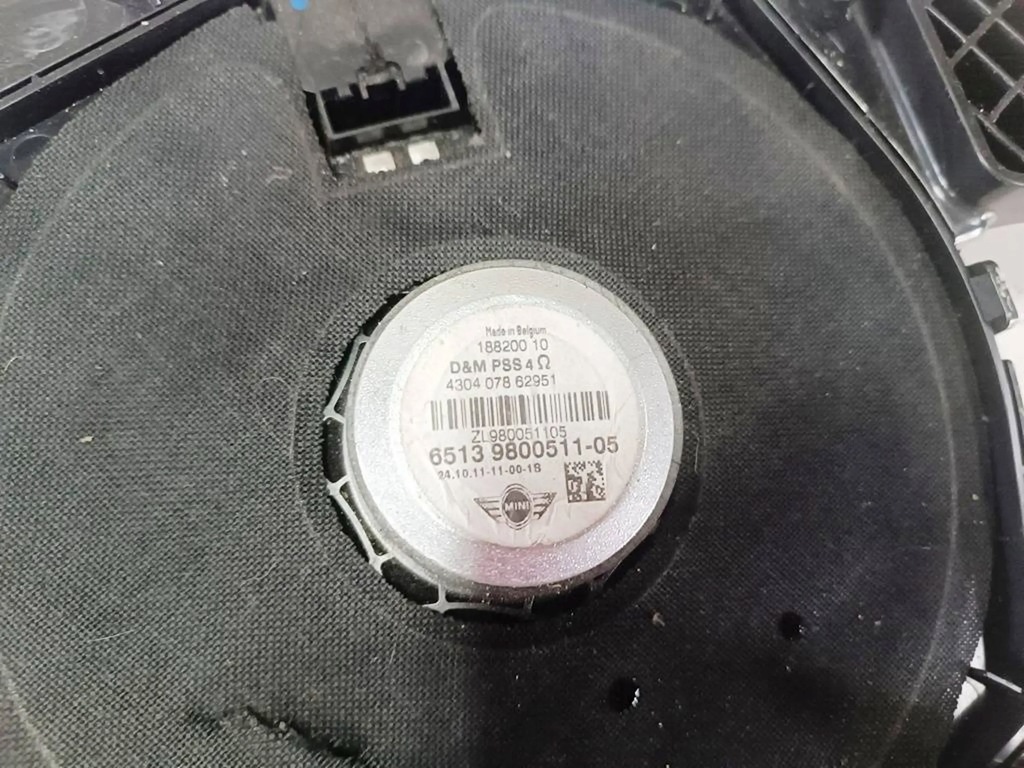 Made in Belgium
188200 10
D&M PSS 4 Ω
4304 078 62951
ZL980051105
6513 9800511-05
24.10.11-11-00-1S
MINI